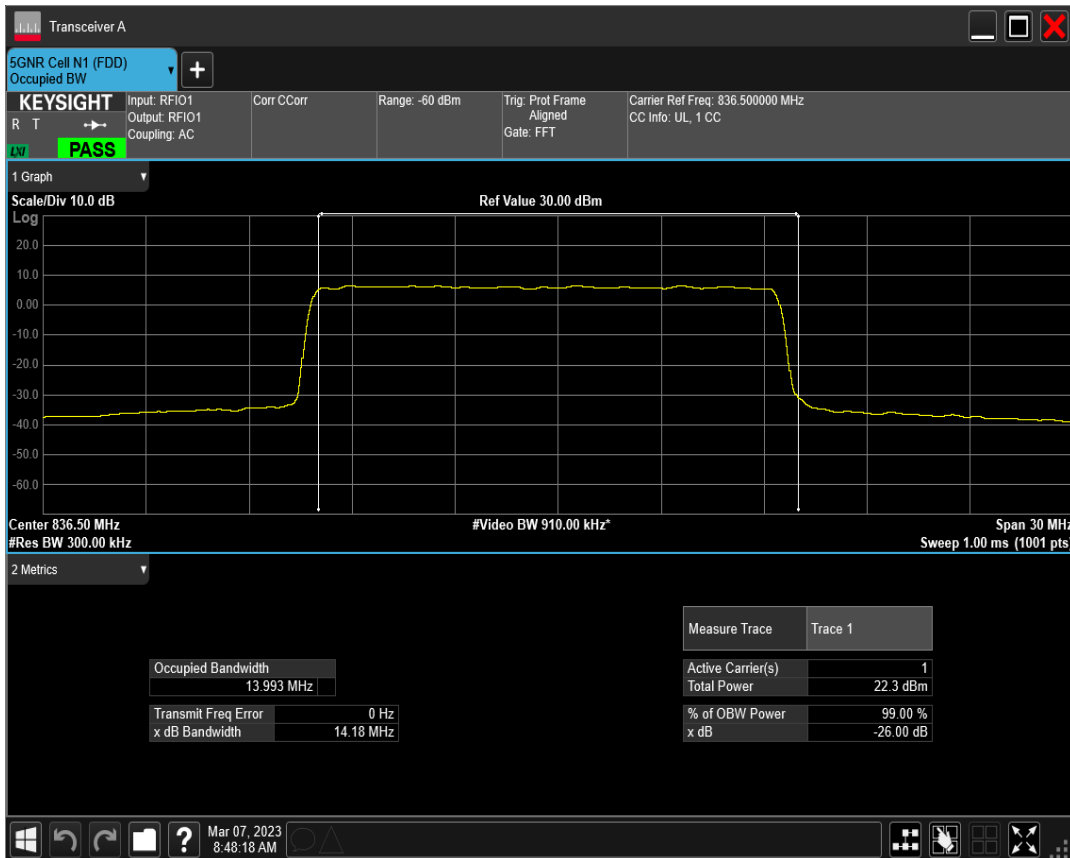 Transceiver A
5GNR Cell N1 (FDD)
Occupied BW
+
KEYSIGHT
R T
LXI
PASS
Input: RFIO1
Output: RFIO1
Coupling: AC
Corr CCorr
Range: -60 dBm
Trig: Prot Frame
Aligned
Gate: FFT
Carrier Ref Freq: 836.500000 MHz
CC Info: UL, 1 CC
1 Graph
Scale/Div 10.0 dB
Ref Value 30.00 dBm
Log
20.0
10.0
0.00
-10.0
-20.0
-30.0
-40.0
-50.0
-60.0
Center 836.50 MHz
#Video BW 910.00 kHz*
Span 30 MHz
#Res BW 300.00 kHz
Sweep 1.00 ms (1001 pts)
2 Metrics
Measure Trace Trace 1
Occupied Bandwidth
13.993 MHz
Active Carrier(s) 1
Total Power 22.3 dBm
Transmit Freq Error 0 Hz
x dB Bandwidth 14.18 MHz
% of OBW Power 99.00 %
x dB -26.00 dB
?
Mar 07, 2023
8:48:18 AM